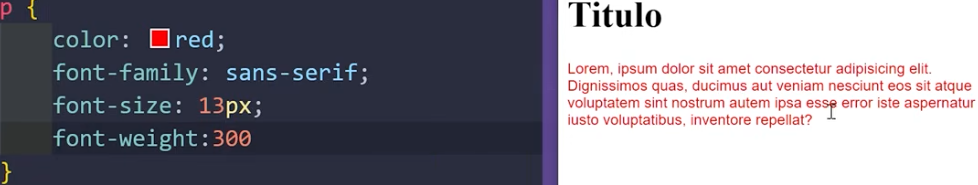 p {
color: red;
font-family: sans-serif;
font-size: 13px;
font-weight:300
}
Titulo
Lorem, ipsum dolor sit amet consectetur adipisicing elit.
Dignissimos quas, ducimus aut veniam nesciunt eos sit atque
voluptatem sint nostrum autem ipsa esse error iste aspernatur
iusto voluptatibus, inventore repellat?